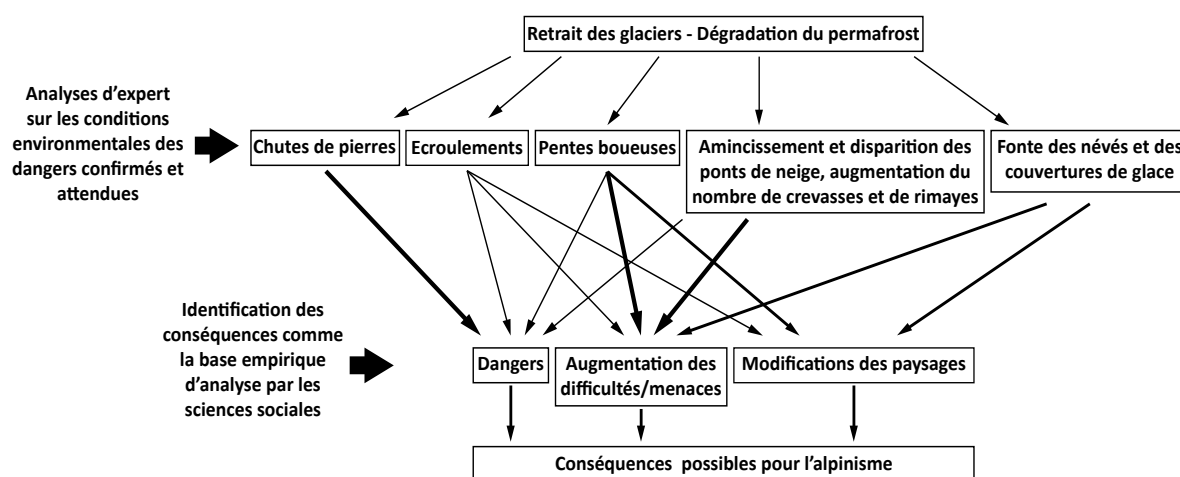 Retrait des glaciers - Dégradation du permafrost
Analyses d’expert
sur les conditions
environmentales des
dangers confirmés et
attendues
Chutes de pierres
Ecroulements
Pentes boueuses
Amincissement et disparition des
ponts de neige, augmentation du
nombre de crevasses et de rimayes
Fonte des névés et des
couvertures de glace
Identification des
conséquences comme
la base empirique
d’analyse par les
sciences sociales
Dangers
Augmentation des
difficultés/menaces
Modifications des paysages
Conséquences possibles pour l’alpinisme